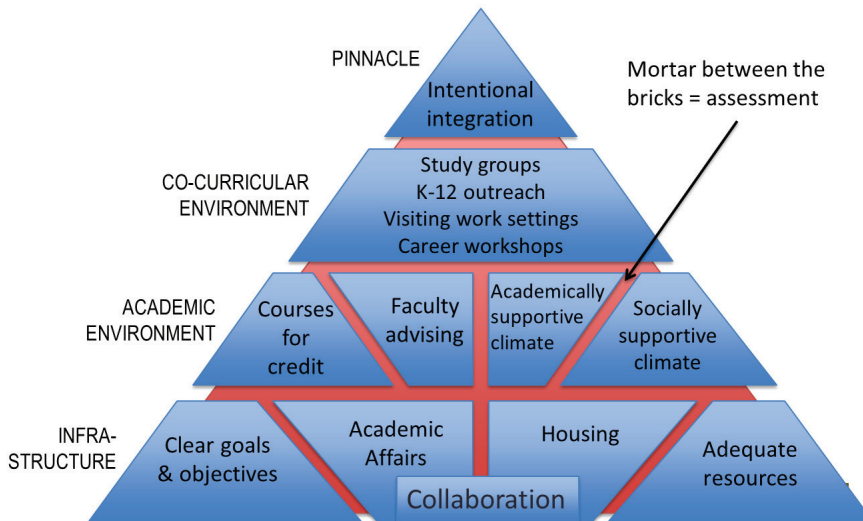 PINNACLE
Intentional
integration
Mortar between the
bricks = assessment
CO-CURRICULAR
ENVIRONMENT
Study groups
K-12 outreach
Visiting work settings
Career workshops
ACADEMIC
ENVIRONMENT
Courses
for
credit
Faculty
advising
Academically
supportive
climate
Socially
supportive
climate
INFRA-
STRUCTURE
Clear goals
& objectives
Academic
Affairs
Housing
Adequate
resources
Collaboration